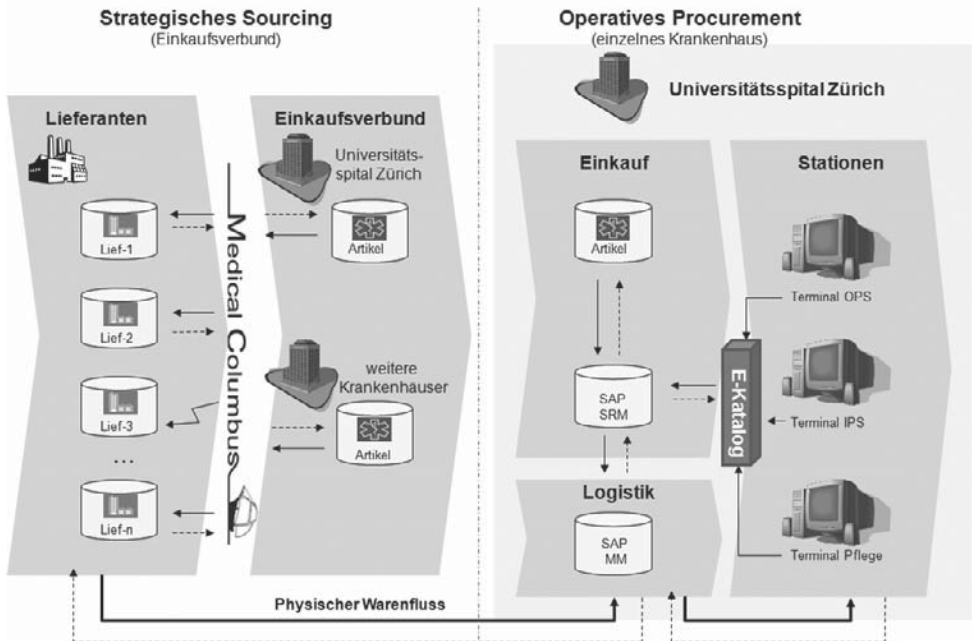 Strategisches Sourcing
(Einkaufsverbund)
Operatives Procurement
(einzelnes Krankenhaus)
Universitätsspital Zürich
Lieferanten
Einkaufsverbund
Universitäts-
spital Zürich
Einkauf
Stationen
Lief-1
Artikel
Artikel
Medical Columbus
Lief-2
Terminal OPS
weitere
Krankenhäuser
Lief-3
Artikel
SAP
SRM
E-Katalog
Terminal IPS
...
Lief-n
Logistik
SAP
MM
Terminal Pflege
Physischer Warenfluss